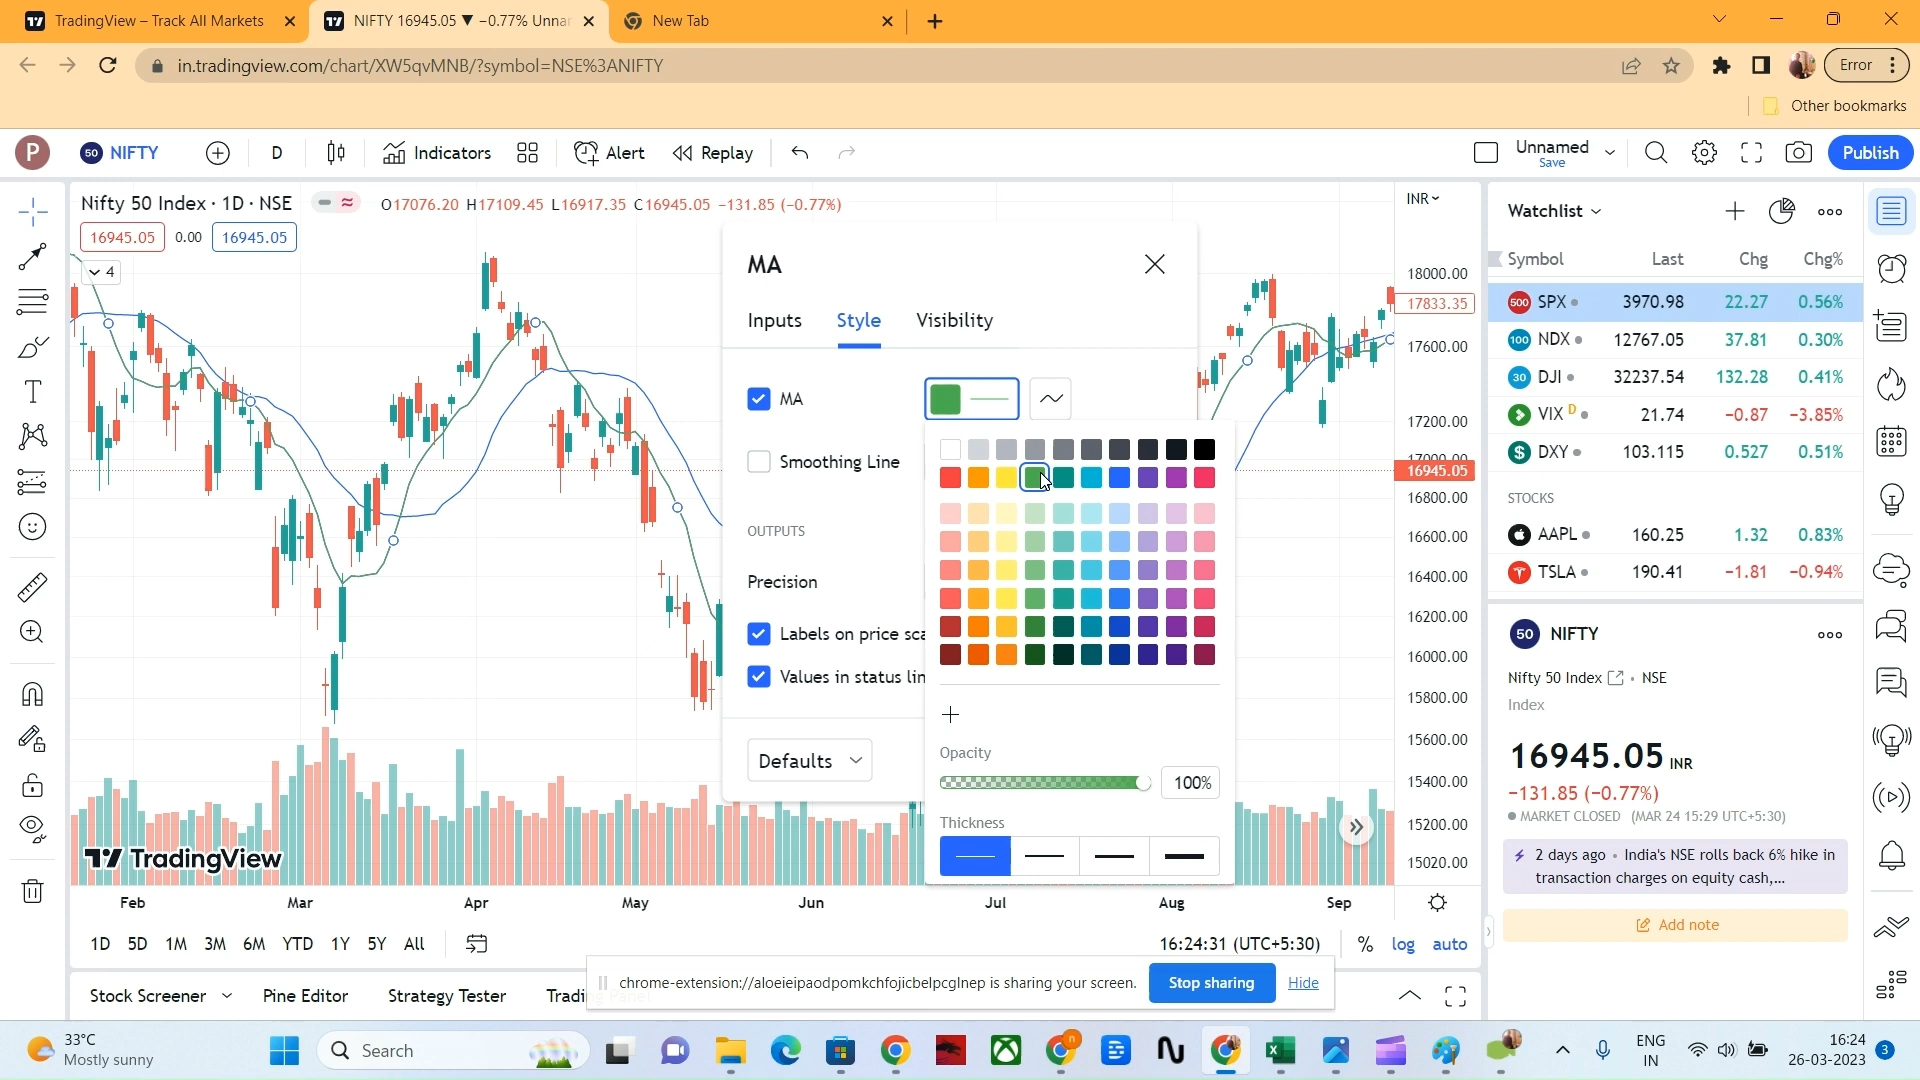 TradingView – Track All Markets
NIFTY 16945.05 ▼ −0.77% Unnar
New Tab
in.tradingview.com/chart/XW5qvMNB/?symbol=NSE%3ANIFTY
Error
Other bookmarks
P
50 NIFTY
D
Indicators
Alert
Replay
Unnamed
Save
Publish
Nifty 50 Index · 1D · NSE
O17076.20 H17109.45 L16917.35 C16945.05 −131.85 (−0.77%)
16945.05 0.00 16945.05
4
INR
18000.00
17833.35
17600.00
17200.00
17000.00
16945.05
16800.00
16600.00
16400.00
16200.00
16000.00
15800.00
15600.00
15400.00
15200.00
15020.00
MA
Inputs Style Visibility
MA
Smoothing Line
OUTPUTS
Precision
Labels on price sca
Values in status lin
Defaults
Opacity
100%
Thickness
TradingView
Feb Mar Apr May Jun Jul Aug Sep
1D 5D 1M 3M 6M YTD 1Y 5Y All
16:24:31 (UTC+5:30) % log auto
Stock Screener Pine Editor Strategy Tester Trading Panel
chrome-extension://aloeieipaodpomkchfojicbelpcglnep is sharing your screen.
Stop sharing
Hide
Watchlist
Symbol Last Chg Chg%
500 SPX 3970.98 22.27 0.56%
100 NDX 12767.05 37.81 0.30%
30 DJI 32237.54 132.28 0.41%
VIX D 21.74 −0.87 −3.85%
$ DXY 103.115 0.527 0.51%
STOCKS
AAPL 160.25 1.32 0.83%
TSLA 190.41 −1.81 −0.94%
50 NIFTY
Nifty 50 Index • NSE
Index
16945.05 INR
−131.85 (−0.77%)
MARKET CLOSED (MAR 24 15:29 UTC+5:30)
2 days ago • India's NSE rolls back 6% hike in
transaction charges on equity cash,...
Add note
33°C
Mostly sunny
Search
n
ENG
IN
16:24
26-03-2023
3